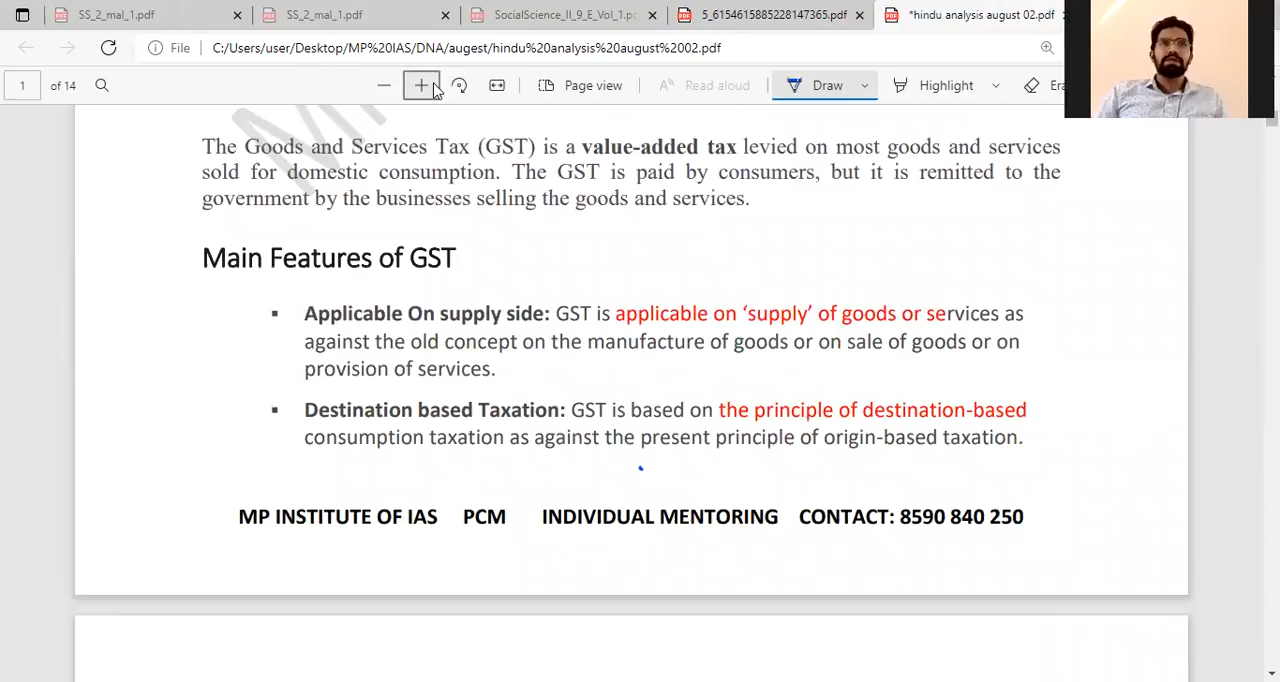 SS_2_mal_1.pdf
SS_2_mal_1.pdf
SocialScience_II_9_E_Vol_1.p
5_6154615885228147365.pdf
*hindu analysis august 02.pdf
File
C:/Users/user/Desktop/MP%20IAS/DNA/augest/hindu%20analysis%20august%2002.pdf
1 of 14
Page view
Read aloud
Draw
Highlight
Era
The Goods and Services Tax (GST) is a value-added tax levied on most goods and services
sold for domestic consumption. The GST is paid by consumers, but it is remitted to the
government by the businesses selling the goods and services.
Main Features of GST
▪ Applicable On supply side: GST is applicable on ‘supply’ of goods or services as
against the old concept on the manufacture of goods or on sale of goods or on
provision of services.
▪ Destination based Taxation: GST is based on the principle of destination-based
consumption taxation as against the present principle of origin-based taxation.
MP INSTITUTE OF IAS PCM INDIVIDUAL MENTORING CONTACT: 8590 840 250